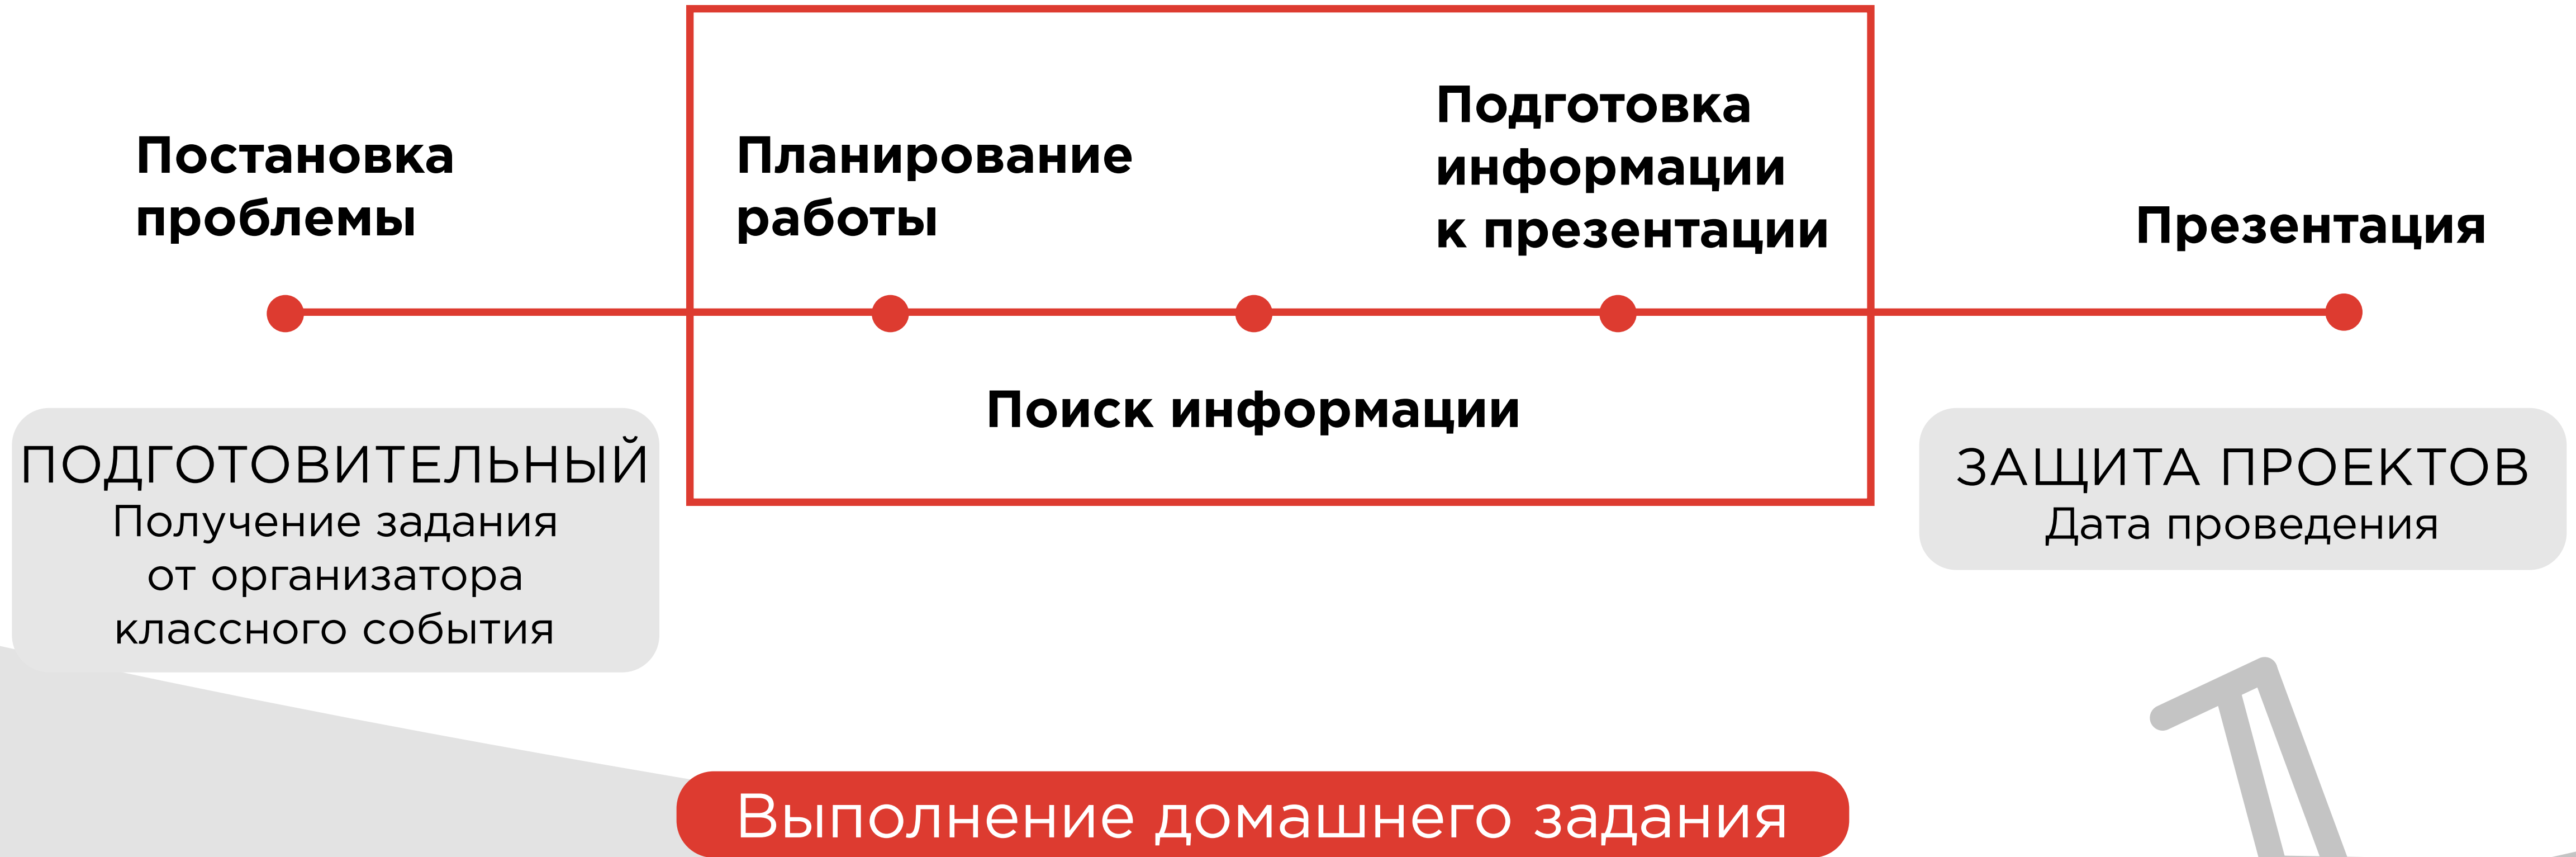 Постановка
проблемы
Планирование
работы
Подготовка
информации
к презентации
Презентация
Поиск информации
ПОДГОТОВИТЕЛЬНЫЙ
Получение задания
от организатора
классного события
ЗАЩИТА ПРОЕКТОВ
Дата проведения
Выполнение домашнего задания